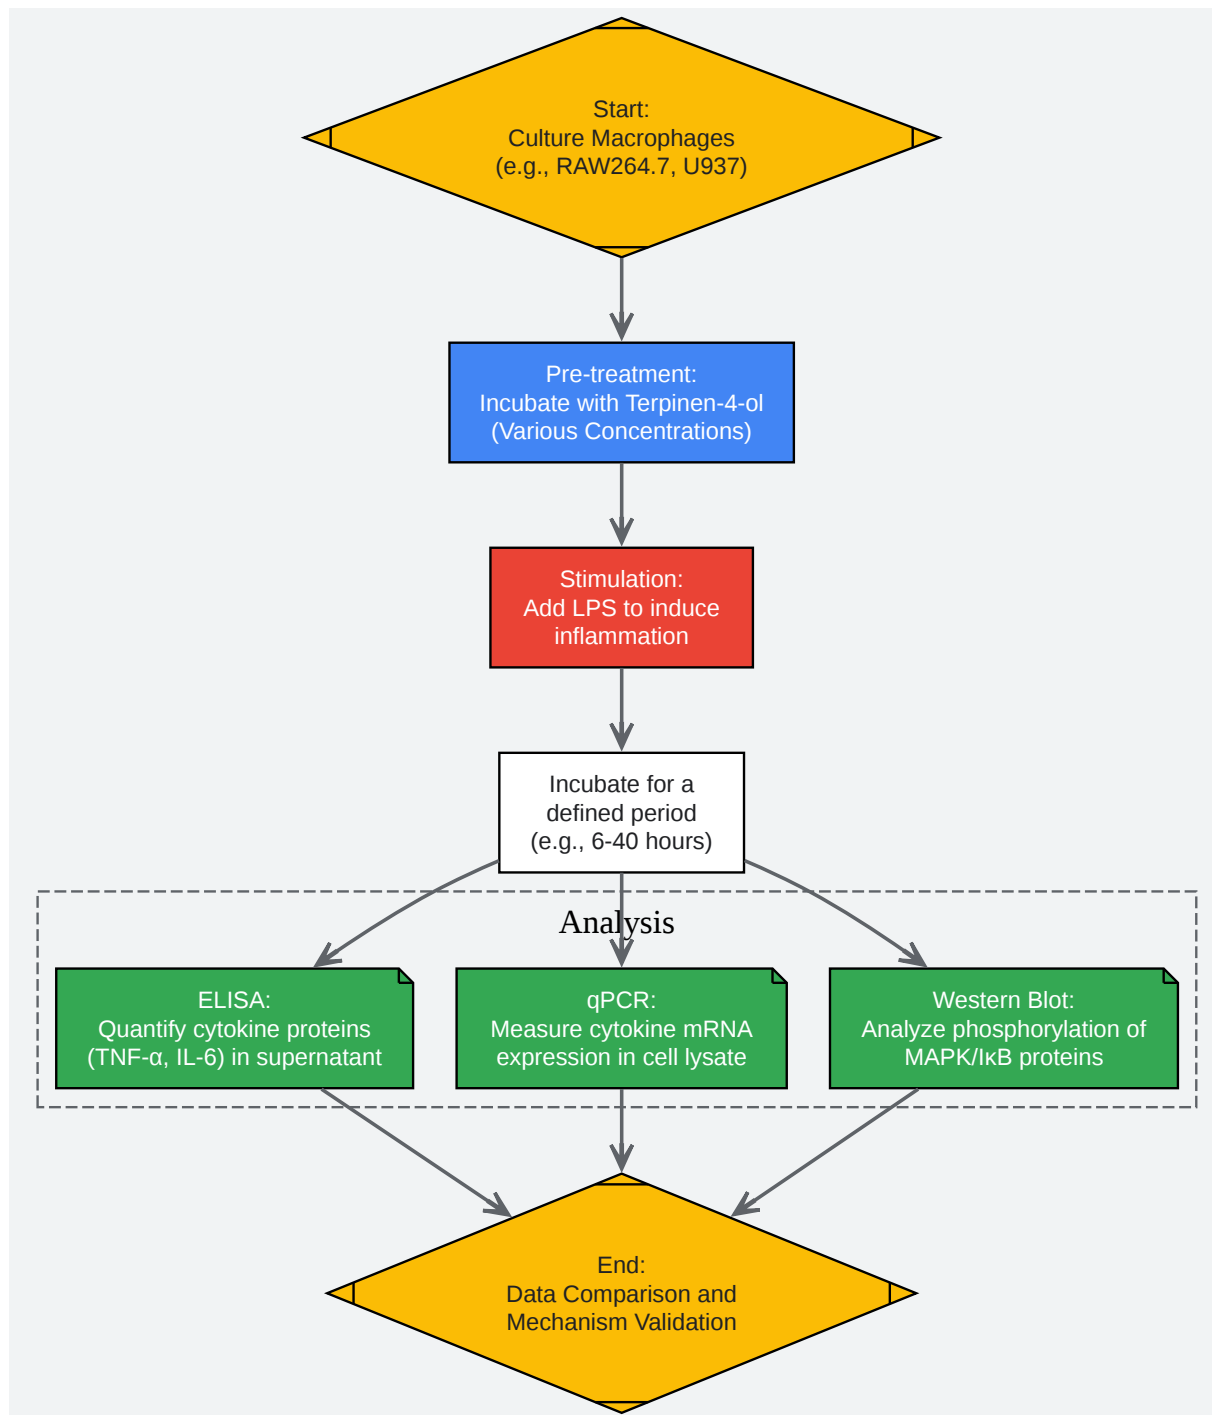 Start:
Culture Macrophages
(e.g., RAW264.7, U937)
Pre-treatment:
Incubate with Terpinen-4-ol
(Various Concentrations)
Stimulation:
Add LPS to induce
inflammation
Incubate for a
defined period
(e.g., 6-40 hours)
Analysis
ELISA:
Quantify cytokine proteins
(TNF-α, IL-6) in supernatant
qPCR:
Measure cytokine mRNA
expression in cell lysate
Western Blot:
Analyze phosphorylation of
MAPK/IκB proteins
End:
Data Comparison and
Mechanism Validation